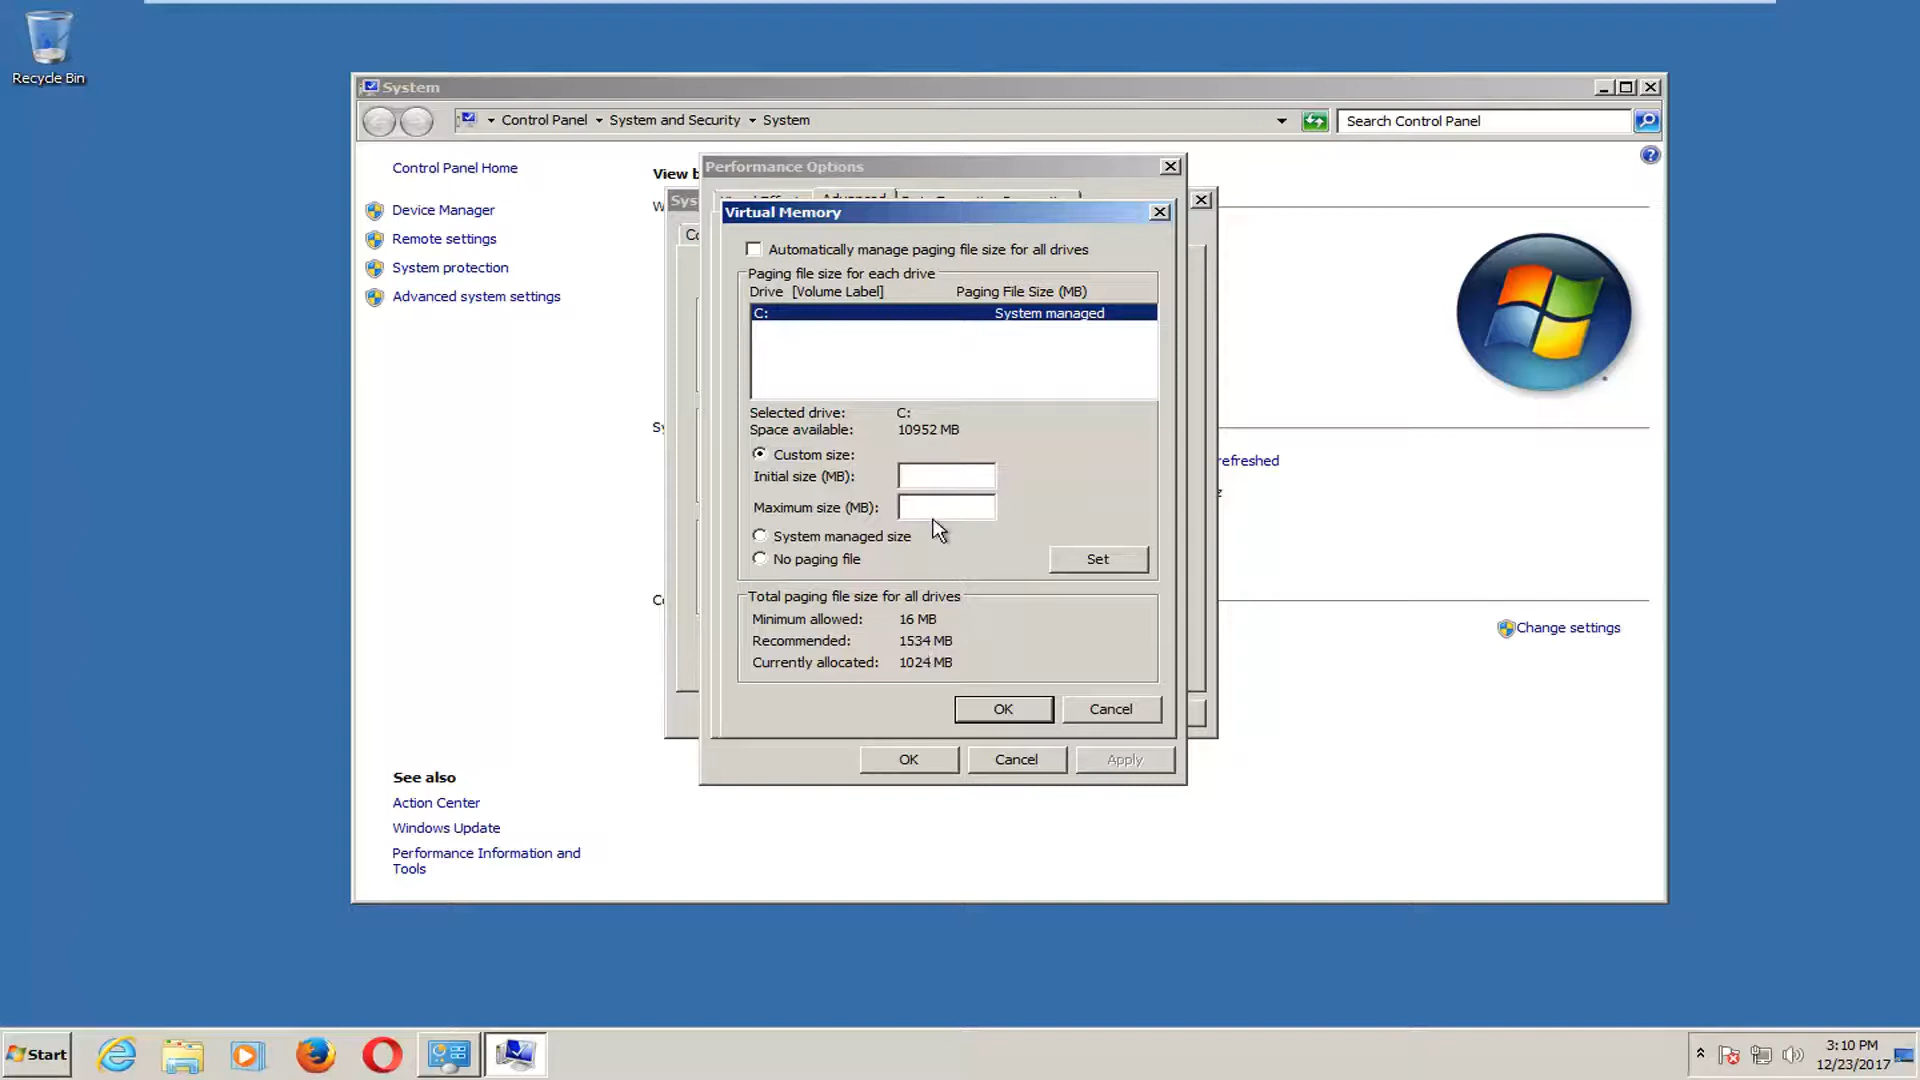 Recycle Bin
System
Control Panel
System and Security
System
Search Control Panel
Control Panel Home
Device Manager
Remote settings
System protection
Advanced system settings
View b
Performance Options
Sys
Advanced
Virtual Memory
Automatically manage paging file size for all drives
Paging file size for each drive
Drive [Volume Label]
Paging File Size (MB)
C:
System managed
Selected drive:
C:
Space available:
10952 MB
Custom size:
Initial size (MB):
Maximum size (MB):
System managed size
No paging file
Set
Total paging file size for all drives
Minimum allowed:
16 MB
Recommended:
1534 MB
Currently allocated:
1024 MB
OK
Cancel
OK
Cancel
Apply
refreshed
Change settings
See also
Action Center
Windows Update
Performance Information and
Tools
Start
3:10 PM
12/23/2017